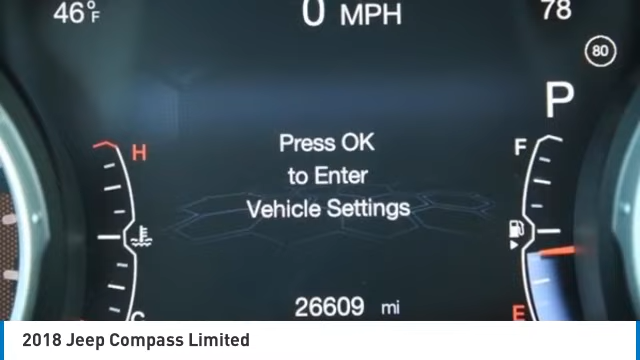 46°F
0 MPH
78
80
P
H
F
Press OK
to Enter
Vehicle Settings
C
E
26609 mi
2018 Jeep Compass Limited